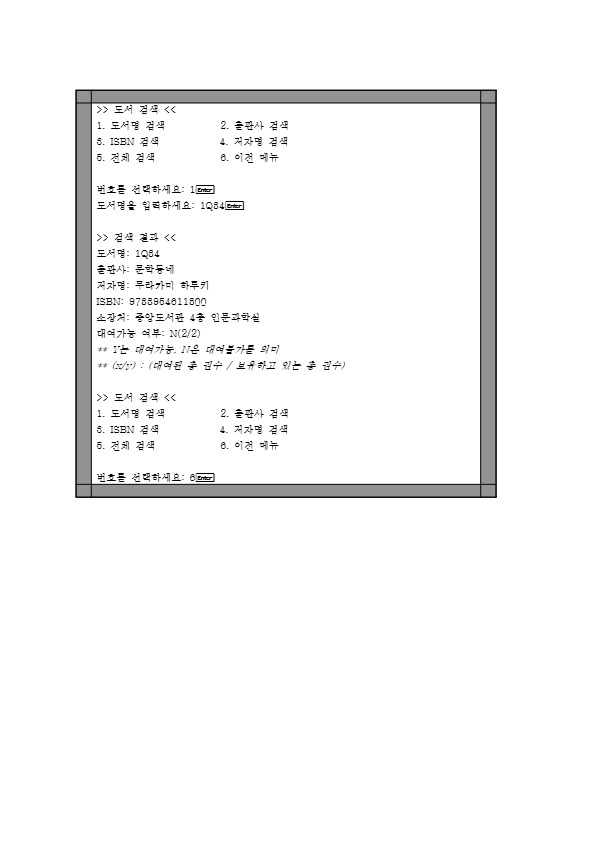 >> 도서 검색 <<
1. 도서명 검색 2. 출판사 검색
3. ISBN 검색 4. 저자명 검색
5. 전체 검색 6. 이전 메뉴
번호를 선택하세요: 1Enter
도서명을 입력하세요: 1Q84Enter
>> 검색 결과 <<
도서명: 1Q84
출판사: 문학동네
저자명: 무라카미 하루키
ISBN: 9788954611800
소장처: 중앙도서관 4층 인문과학실
대여가능 여부: N(2/2)
** Y는 대여가능, N은 대여불가를 의미
** (x/y) : (대여된 총 권수 / 보유하고 있는 총 권수)
>> 도서 검색 <<
1. 도서명 검색 2. 출판사 검색
3. ISBN 검색 4. 저자명 검색
5. 전체 검색 6. 이전 메뉴
번호를 선택하세요: 6Enter